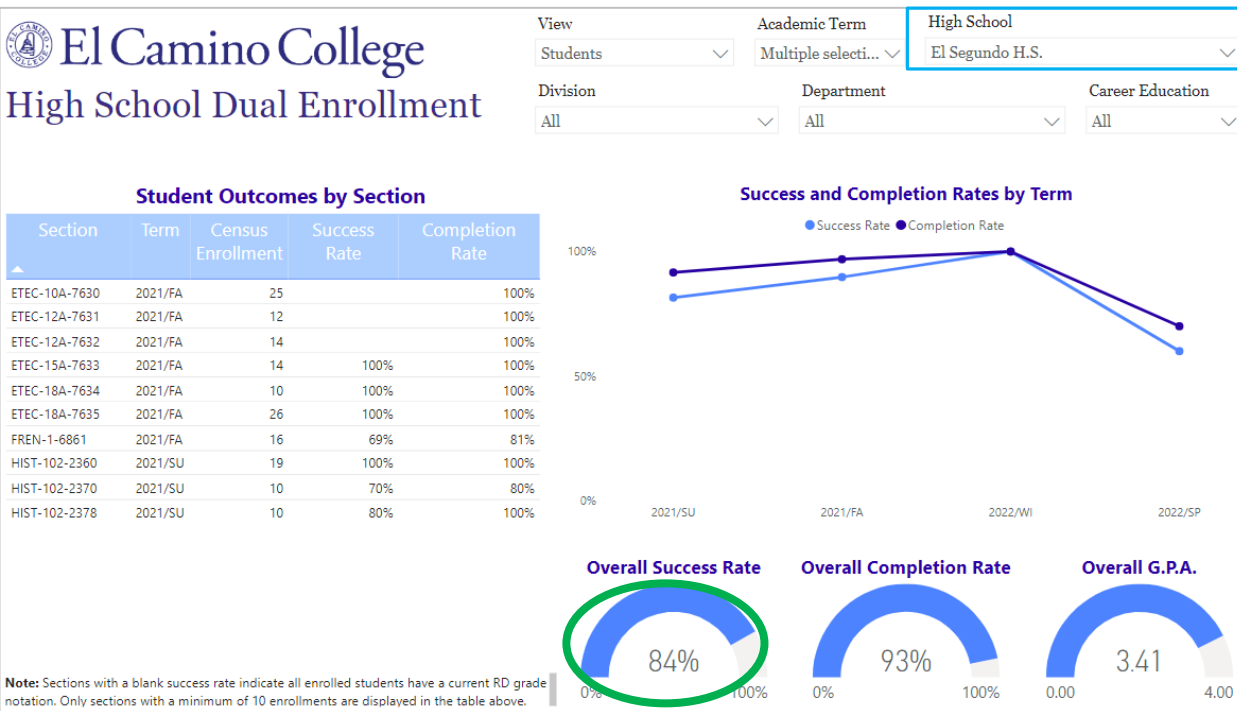 El Camino College
High School Dual Enrollment
View
Students
Academic Term
Multiple selecti...
High School
El Segundo H.S.
Division
All
Department
All
Career Education
All
Student Outcomes by Section
Section Term Census Enrollment Success Rate Completion Rate
ETEC-10A-7630 2021/FA 25 100%
ETEC-12A-7631 2021/FA 12 100%
ETEC-12A-7632 2021/FA 14 100%
ETEC-15A-7633 2021/FA 14 100% 100%
ETEC-18A-7634 2021/FA 10 100% 100%
ETEC-18A-7635 2021/FA 26 100% 100%
FREN-1-6861 2021/FA 16 69% 81%
HIST-102-2360 2021/SU 19 100% 100%
HIST-102-2370 2021/SU 10 70% 80%
HIST-102-2378 2021/SU 10 80% 100%
Note: Sections with a blank success rate indicate all enrolled students have a current RD grade
notation. Only sections with a minimum of 10 enrollments are displayed in the table above.
Success and Completion Rates by Term
Success Rate Completion Rate
100%
50%
0%
2021/SU 2021/FA 2022/WI 2022/SP
Overall Success Rate
84%
0% 100%
Overall Completion Rate
93%
0% 100%
Overall G.P.A.
3.41
0.00 4.00